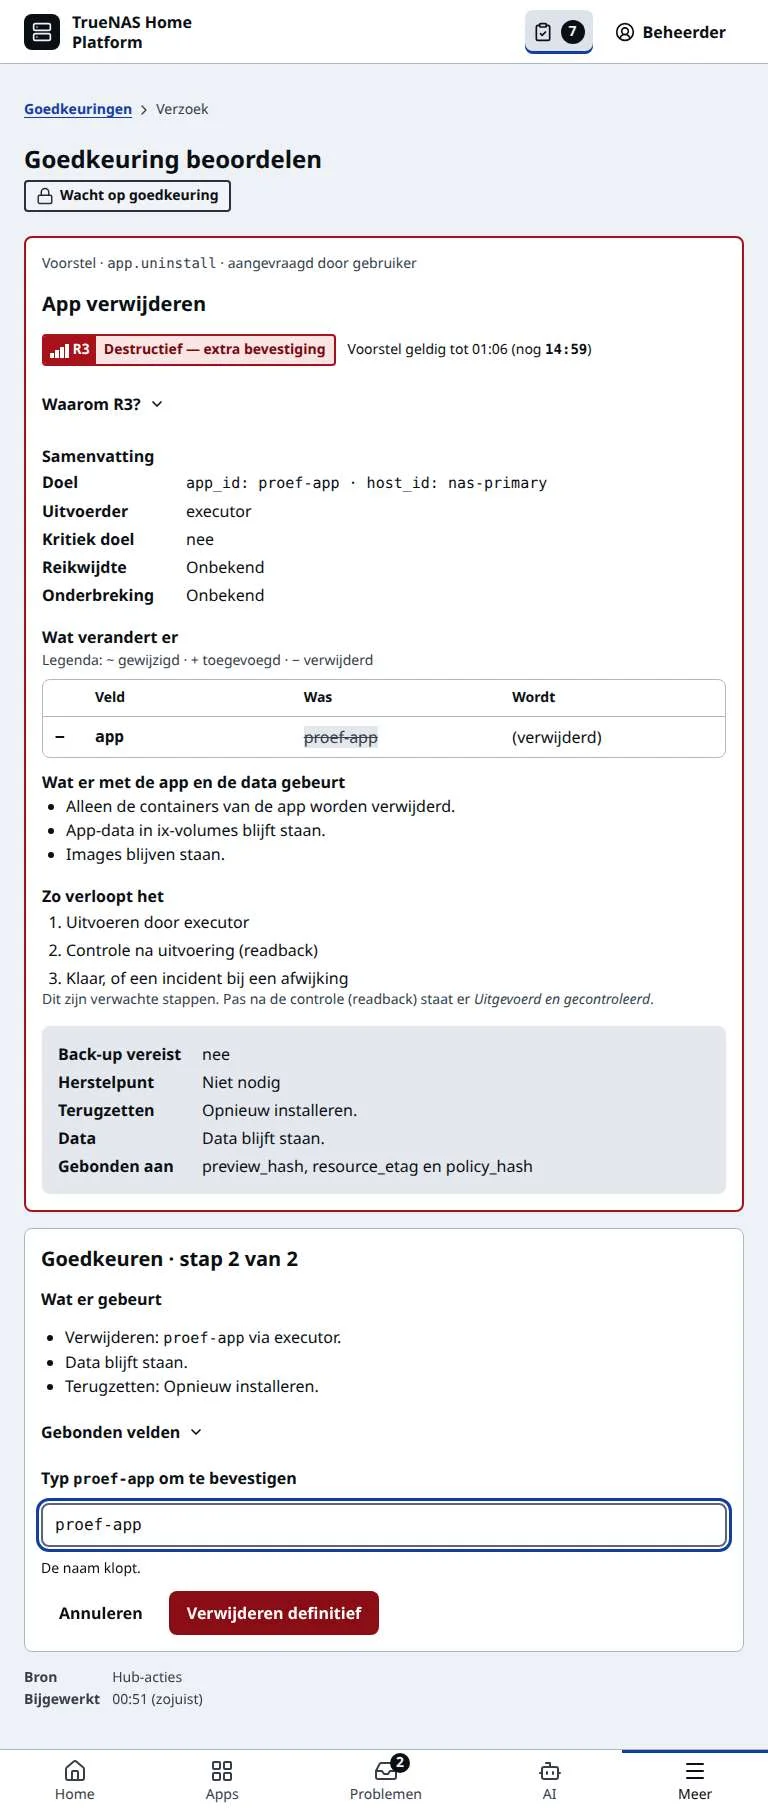 TrueNAS Home
Platform
7
Beheerder
Goedkeuringen > Verzoek
Goedkeuring beoordelen
Wacht op goedkeuring
Voorstel · app.uninstall · aangevraagd door gebruiker
App verwijderen
R3 Destructief — extra bevestiging Voorstel geldig tot 01:06 (nog 14:59)
Waarom R3?
Samenvatting
Doel app_id: proef-app · host_id: nas-primary
Uitvoerder executor
Kritiek doel nee
Reikwijdte Onbekend
Onderbreking Onbekend
Wat verandert er
Legenda: ~ gewijzigd · + toegevoegd · − verwijderd
Veld Was Wordt
− app proef-app (verwijderd)
Wat er met de app en de data gebeurt
• Alleen de containers van de app worden verwijderd.
• App-data in ix-volumes blijft staan.
• Images blijven staan.
Zo verloopt het
1. Uitvoeren door executor
2. Controle na uitvoering (readback)
3. Klaar, of een incident bij een afwijking
Dit zijn verwachte stappen. Pas na de controle (readback) staat er Uitgevoerd en gecontroleerd.
Back-up vereist nee
Herstelpunt Niet nodig
Terugzetten Opnieuw installeren.
Data Data blijft staan.
Gebonden aan preview_hash, resource_etag en policy_hash
Goedkeuren · stap 2 van 2
Wat er gebeurt
• Verwijderen: proef-app via executor.
• Data blijft staan.
• Terugzetten: Opnieuw installeren.
Gebonden velden
Typ proef-app om te bevestigen
proef-app
De naam klopt.
Annuleren Verwijderen definitief
Bron Hub-acties
Bijgewerkt 00:51 (zojuist)
2
Home Apps Problemen AI Meer